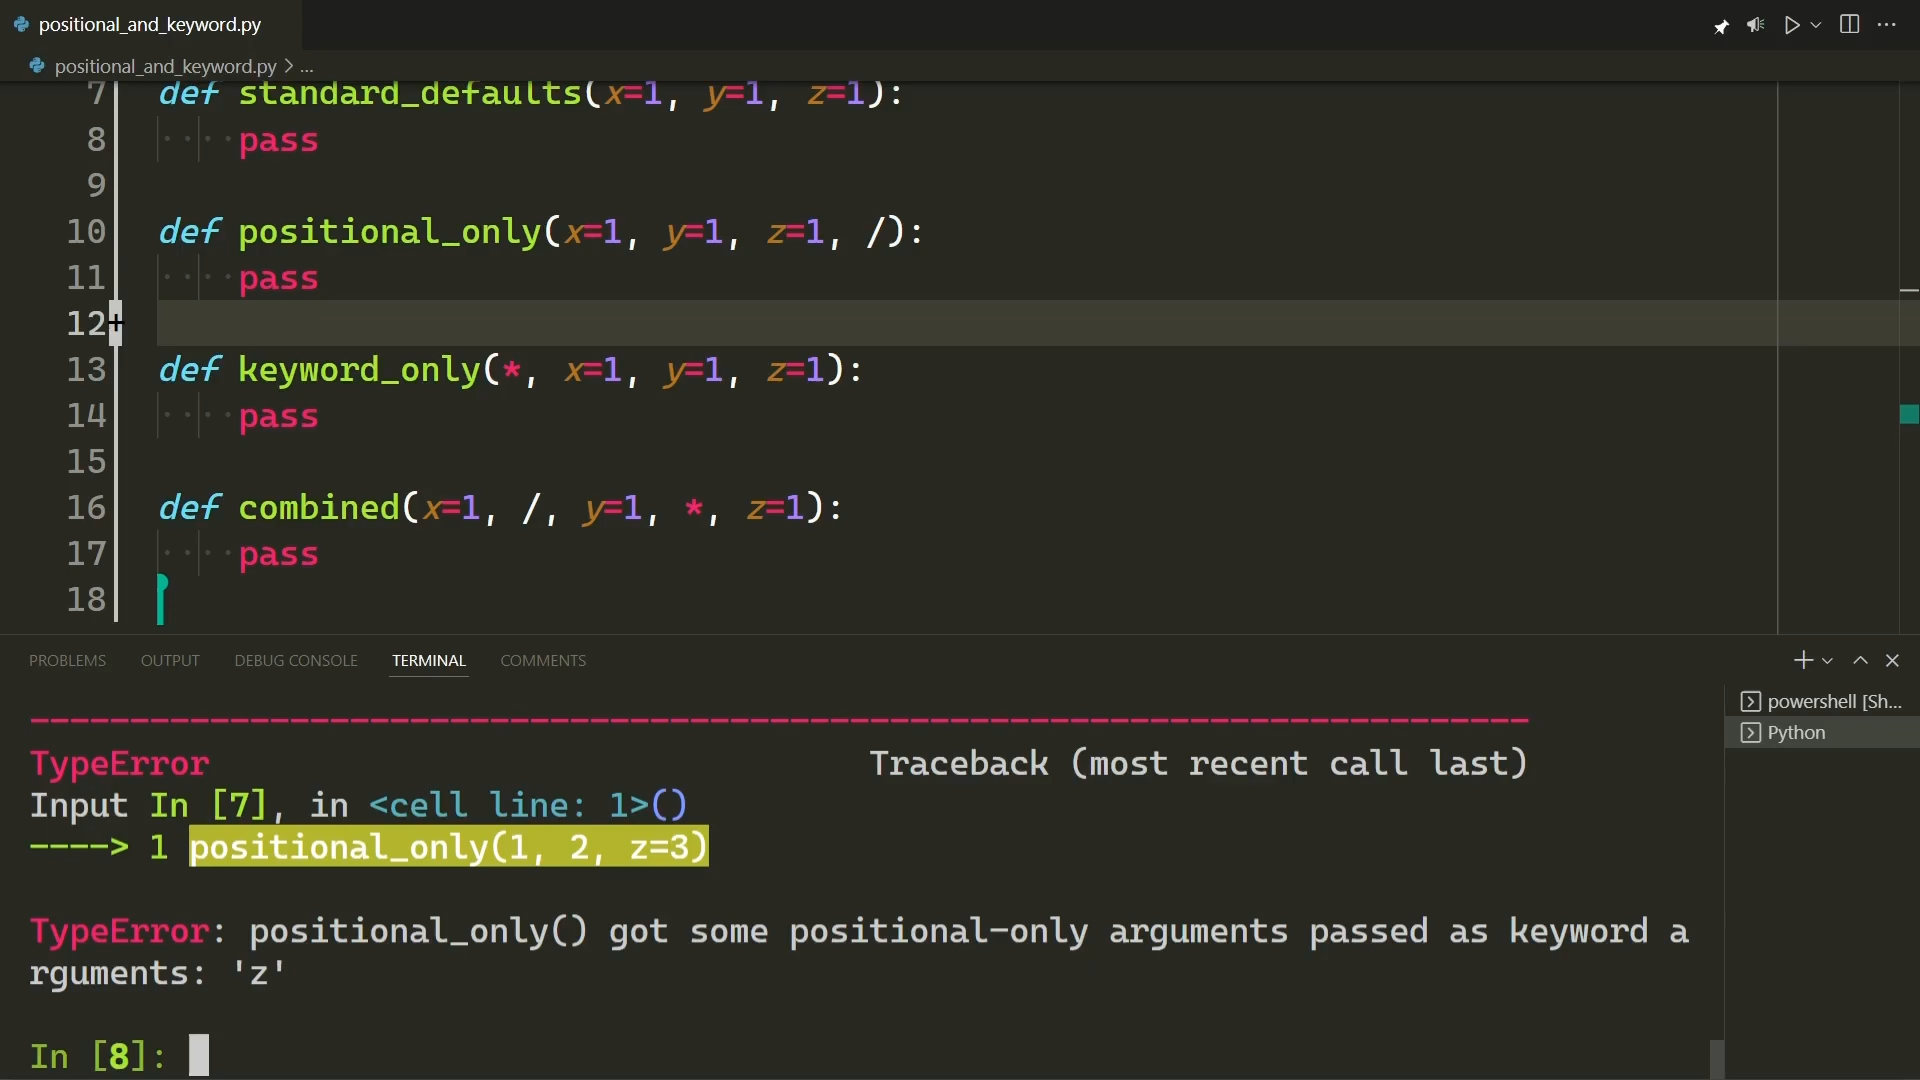 positional_and_keyword.py
positional_and_keyword.py > ...
7 def standard_defaults(x=1, y=1, z=1):
8 pass
9
10 def positional_only(x=1, y=1, z=1, /):
11 pass
12
13 def keyword_only(*, x=1, y=1, z=1):
14 pass
15
16 def combined(x=1, /, y=1, *, z=1):
17 pass
18
PROBLEMS OUTPUT DEBUG CONSOLE TERMINAL COMMENTS
powershell [Sh...
Python
---------------------------------------------------------------------------
TypeError Traceback (most recent call last)
Input In [7], in <cell line: 1>()
----> 1 positional_only(1, 2, z=3)
TypeError: positional_only() got some positional-only arguments passed as keyword a
rguments: 'z'
In [8]: